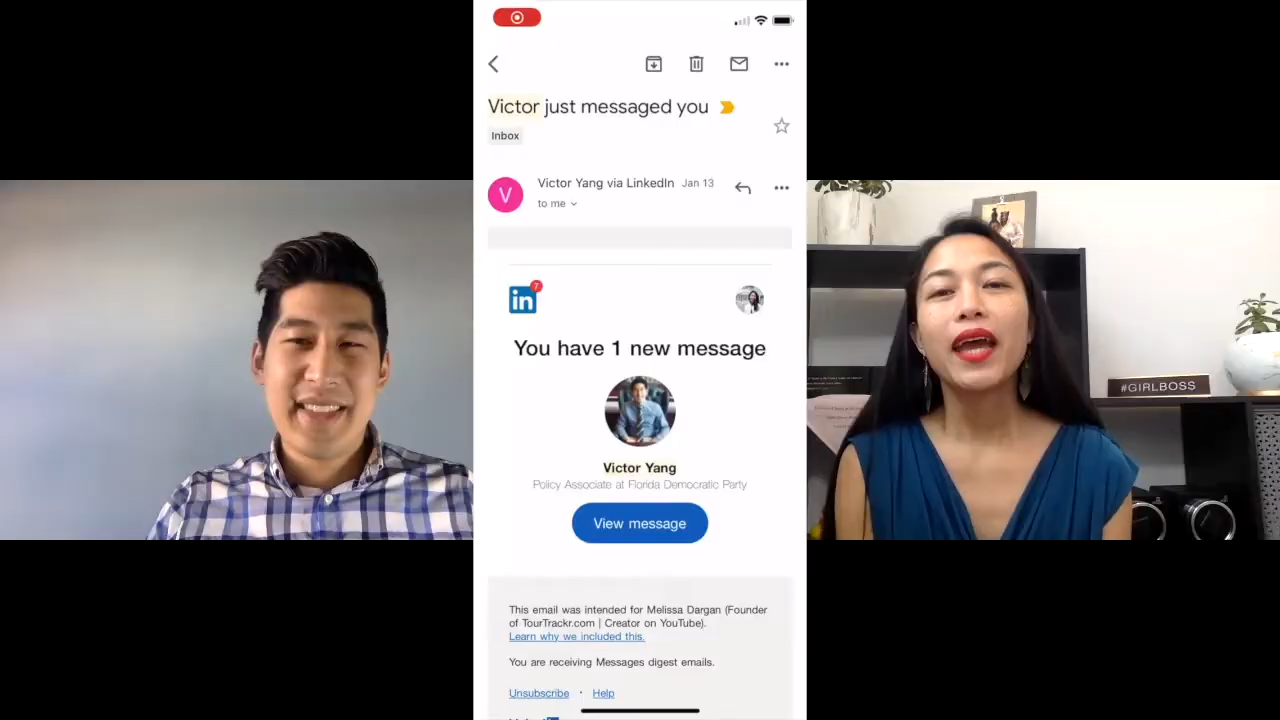 Victor just messaged you
Inbox
V
Victor Yang via LinkedIn Jan 13
to me
in
7
You have 1 new message
Victor Yang
Policy Associate at Florida Democratic Party
View message
This email was intended for Melissa Dargan (Founder
of TourTrackr.com | Creator on YouTube).
Learn why we included this.
You are receiving Messages digest emails.
Unsubscribe · Help
#GIRLBOSS